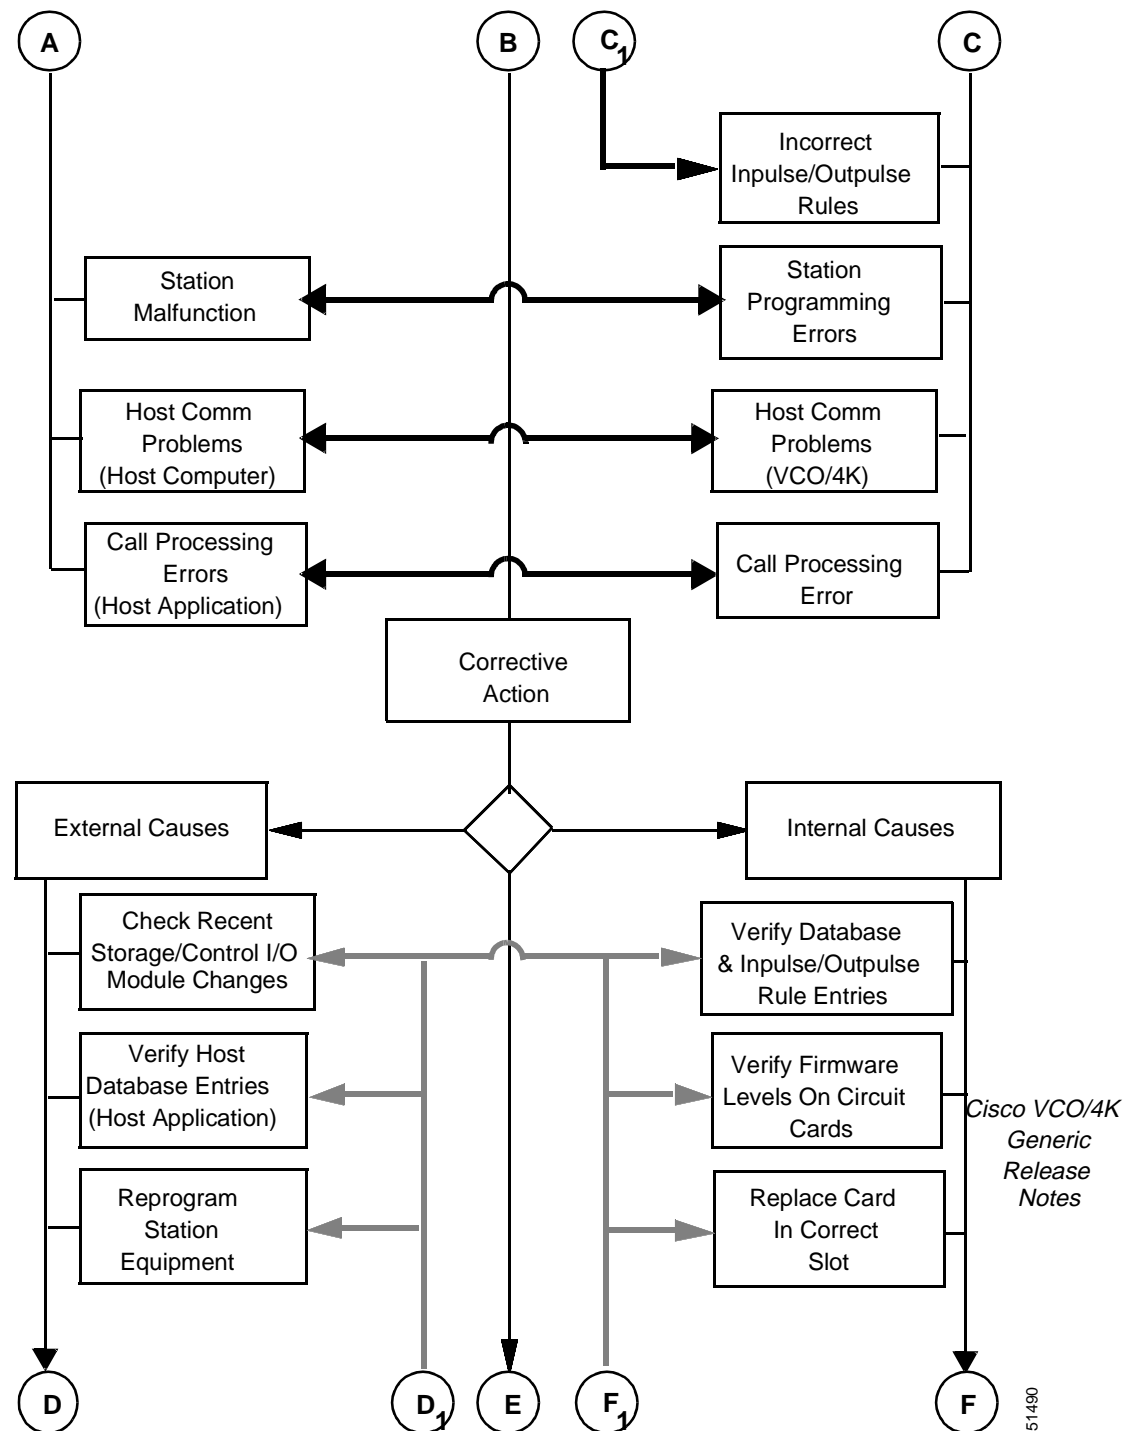 A
B
C1
C
Incorrect
Inpulse/Outpulse
Rules
Station
Malfunction
Station
Programming
Errors
Host Comm
Problems
(Host Computer)
Host Comm
Problems
(VCO/4K)
Call Processing
Errors
(Host Application)
Call Processing
Error
Corrective
Action
External Causes
Internal Causes
Check Recent
Storage/Control I/O
Module Changes
Verify Database
& Inpulse/Outpulse
Rule Entries
Verify Host
Database Entries
(Host Application)
Verify Firmware
Levels On Circuit
Cards
Cisco VCO/4K
Generic
Release
Notes
Reprogram
Station
Equipment
Replace Card
In Correct
Slot
D
D1
E
F1
F
51490